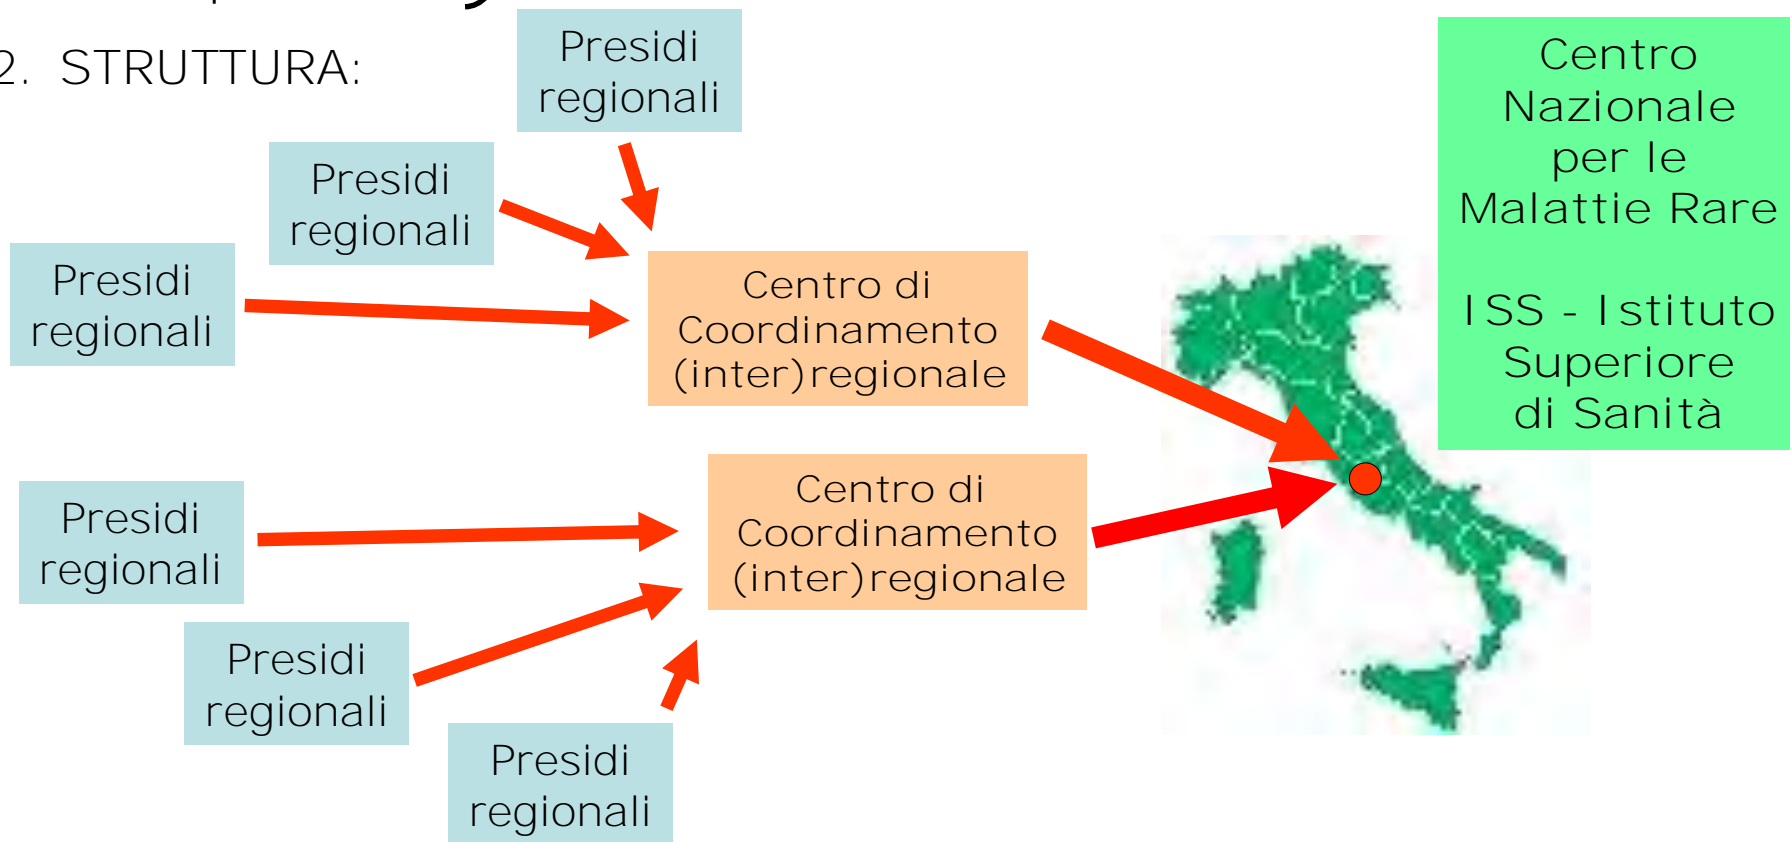 2. STRUTTURA:
Presidi
regionali
Presidi
regionali
Presidi
regionali
Centro di
Coordinamento
(inter)regionale
Centro
Nazionale
per le
Malattie Rare
ISS - Istituto
Superiore
di Sanità
Presidi
regionali
Centro di
Coordinamento
(inter)regionale
Presidi
regionali
Presidi
regionali